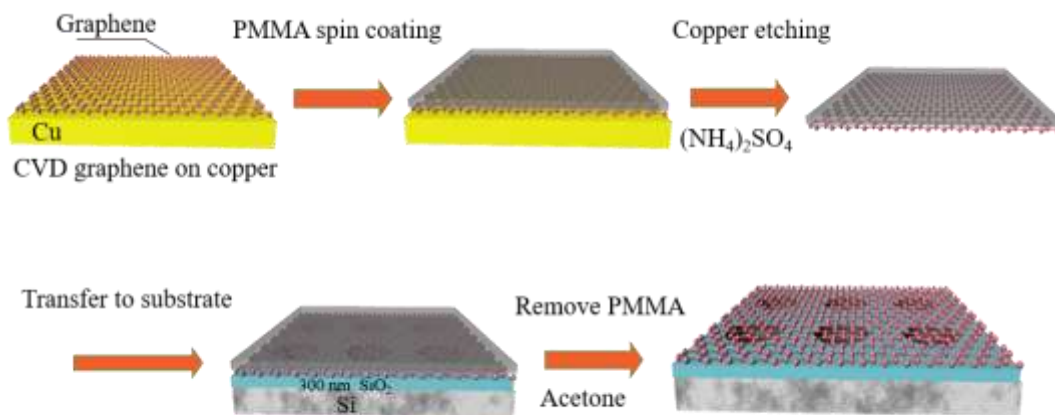 Graphene
PMMA spin coating
Copper etching
Cu
(NH₄)₂SO₄
CVD graphene on copper
Transfer to substrate
Remove PMMA
300 nm SiO₂
Si
Acetone